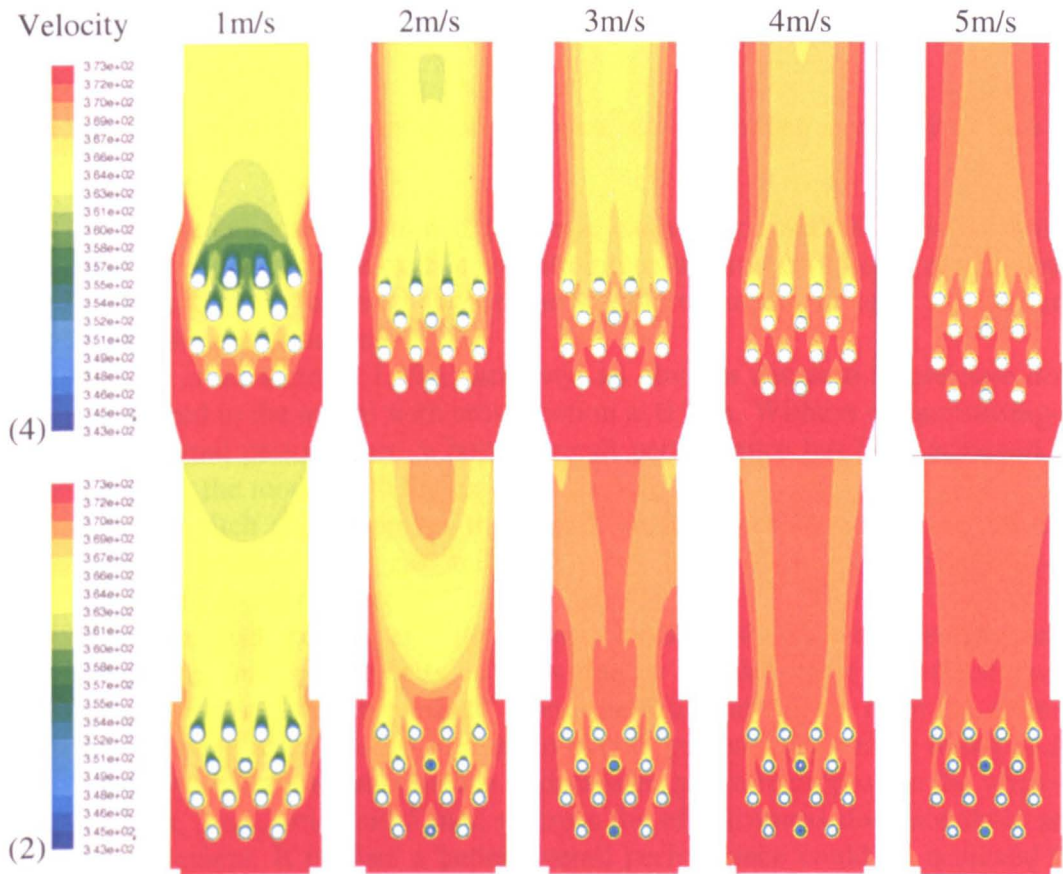 Velocity 1m/s 2m/s 3m/s 4m/s 5m/s
3.73e+02
3.72e+02
3.70e+02
3.69e+02
3.67e+02
3.66e+02
3.64e+02
3.63e+02
3.61e+02
3.60e+02
3.58e+02
3.57e+02
3.55e+02
3.54e+02
3.52e+02
3.51e+02
3.49e+02
3.48e+02
3.46e+02
3.45e+02
3.43e+02
(4)
3.73e+02
3.72e+02
3.70e+02
3.69e+02
3.67e+02
3.66e+02
3.64e+02
3.63e+02
3.61e+02
3.60e+02
3.58e+02
3.57e+02
3.55e+02
3.54e+02
3.52e+02
3.51e+02
3.49e+02
3.48e+02
3.46e+02
3.45e+02
3.43e+02
(2)